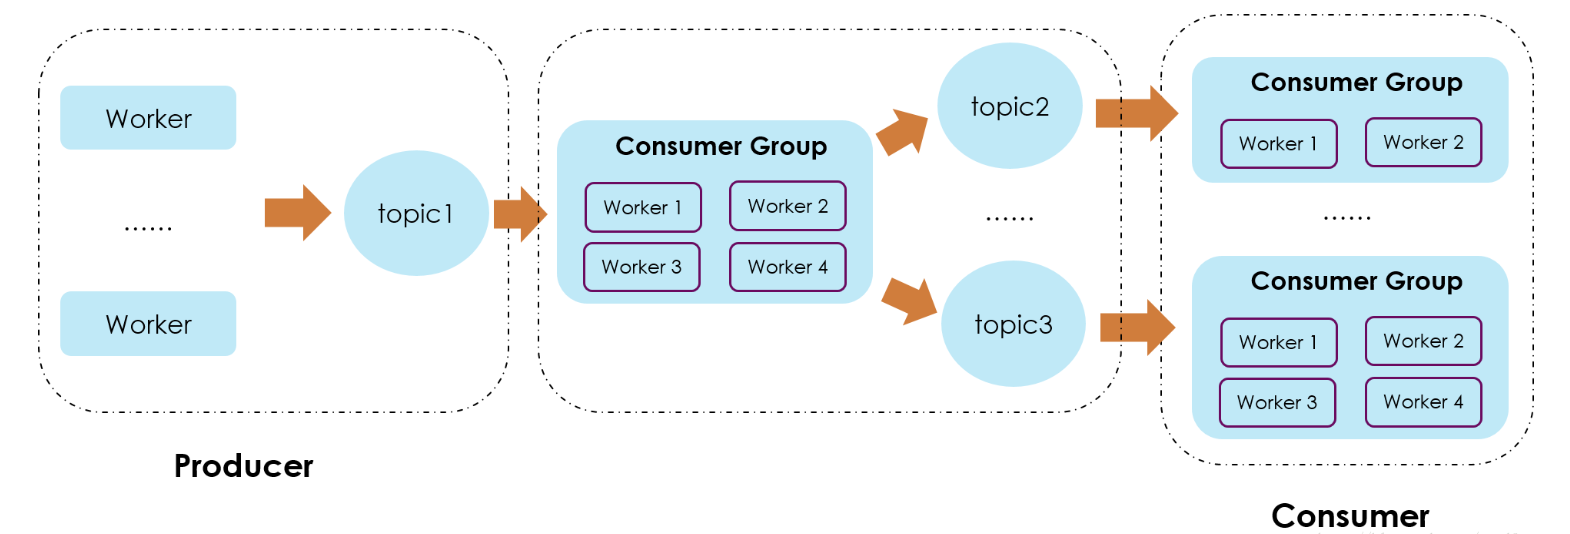 Worker
......
Worker
topic1
Producer
Consumer Group
Worker 1
Worker 2
Worker 3
Worker 4
topic2
......
topic3
Consumer Group
Worker 1
Worker 2
......
Consumer Group
Worker 1
Worker 2
Worker 3
Worker 4
Consumer